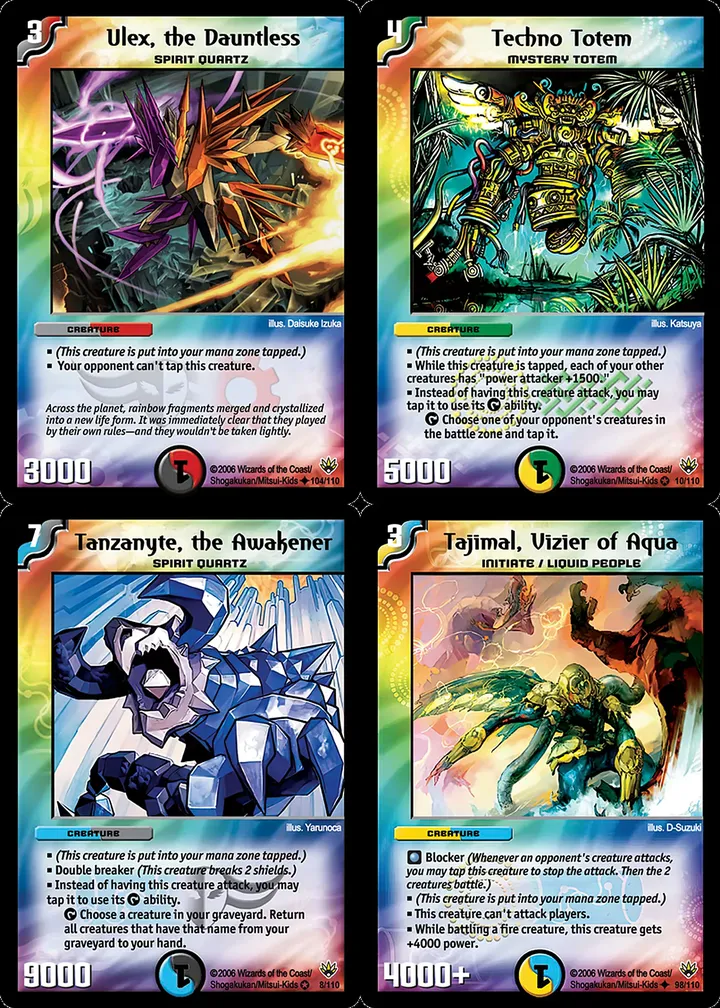 3
Ulex, the Dauntless
SPIRIT QUARTZ
CREATURE
illus. Daisuke Izuka
▪ (This creature is put into your mana zone tapped.)
▪ Your opponent can't tap this creature.
Across the planet, rainbow fragments merged and crystallized
into a new life form. It was immediately clear that they played
by their own rules—and they wouldn't be taken lightly.
3000
©2006 Wizards of the Coast/
Shogakukan/Mitsui-Kids 104/110
4
Techno Totem
MYSTERY TOTEM
CREATURE
illus. Katsuya
▪ (This creature is put into your mana zone tapped.)
▪ While this creature is tapped, each of your other
creatures has "power attacker +1500."
▪ Instead of having this creature attack, you may
tap it to use its ability.
Choose one of your opponent's creatures in
the battle zone and tap it.
5000
©2006 Wizards of the Coast/
Shogakukan/Mitsui-Kids 10/110
7
Tanzanyte, the Awakener
SPIRIT QUARTZ
CREATURE
illus. Yarunoca
▪ (This creature is put into your mana zone tapped.)
▪ Double breaker (This creature breaks 2 shields.)
▪ Instead of having this creature attack, you may
tap it to use its ability.
Choose a creature in your graveyard. Return
all creatures that have that name from your
graveyard to your hand.
9000
©2006 Wizards of the Coast/
Shogakukan/Mitsui-Kids 8/110
3
Tajimal, Vizier of Aqua
INITIATE / LIQUID PEOPLE
CREATURE
illus. D-Suzuki
Blocker (Whenever an opponent's creature attacks,
you may tap this creature to stop the attack. Then the 2
creatures battle.)
▪ (This creature is put into your mana zone tapped.)
▪ This creature can't attack players.
▪ While battling a fire creature, this creature gets
+4000 power.
4000+
©2006 Wizards of the Coast/
Shogakukan/Mitsui-Kids 98/110